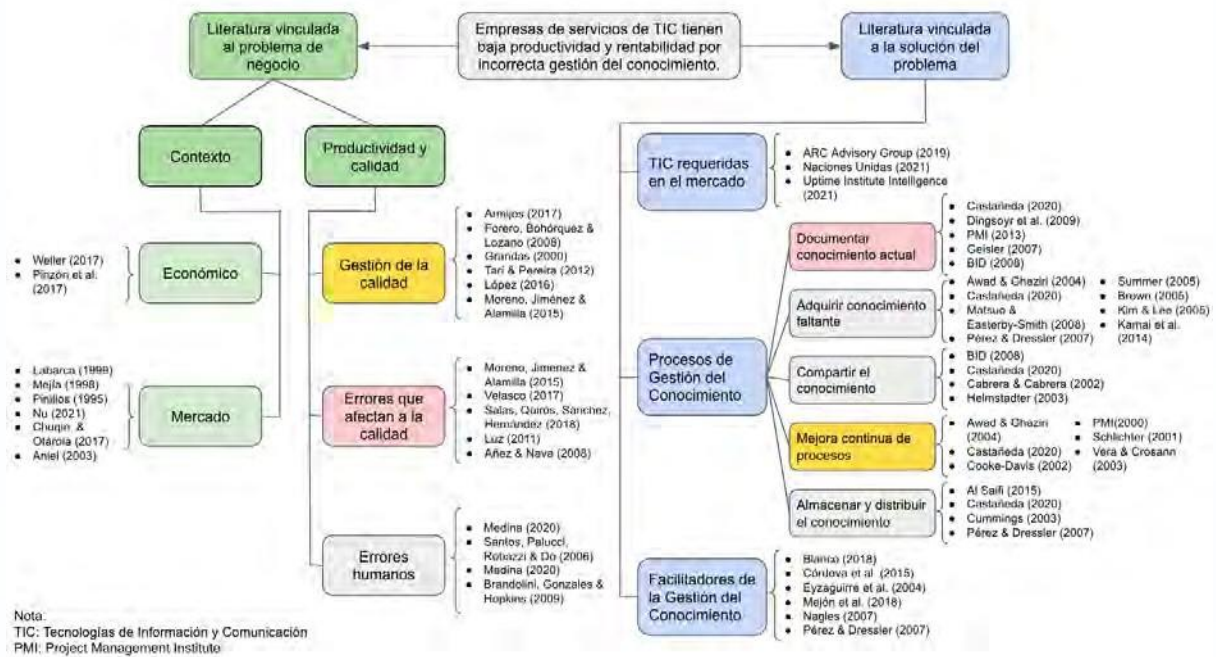 Literatura vinculada
al problema de
negocio
Empresas de servicios de TIC tienen
baja productividad y rentabilidad por
incorrecta gestión del conocimiento.
Literatura vinculada
a la solución del
problema
Contexto
Productividad y
calidad
Económico
• Weller (2017)
• Pinzón et al.
(2017)
Mercado
• Labarca (1999)
• Mejía (1998)
• Pinillos (1995)
• Nu (2021)
• Chuqin &
Otárola (2017)
• Aniel (2003)
Gestión de la
calidad
• Armijos (2017)
• Forero, Bohórquez &
Lozano (2008)
• Grandas (2000)
• Tarí & Pereira (2012)
• López (2016)
• Moreno, Jiménez &
Alamilla (2015)
Errores que
afectan a la
calidad
• Moreno, Jimenez &
Alamilla (2015)
• Velasco (2017)
• Salas, Quirós, Sánchez,
Hernández (2018)
• Luz (2011)
• Añez & Nava (2008)
Errores
humanos
• Medina (2020)
• Santos, Palucci,
Robazzi & Do (2006)
• Medina (2020)
• Brandolini, Gonzales &
Hopkins (2009)
TIC requeridas
en el mercado
• ARC Advisory Group (2019)
• Naciones Unidas (2021)
• Uptime Institute Intelligence
(2021)
Procesos de
Gestión del
Conocimiento
Documentar
conocimiento actual
• Castañeda (2020)
• Dingsoyr et al. (2009)
• PMI (2013)
• Geisler (2007)
• BID (2008)
Adquirir conocimiento
faltante
• Awad & Ghaziri (2004)
• Castañeda (2020)
• Matsuo &
Easterby-Smith (2008)
• Pérez & Dressler (2007)
• Summer (2005)
• Brown (2005)
• Kim & Lee (2005)
• Kamal et al.
(2014)
Compartir el
conocimiento
• BID (2008)
• Castañeda (2020)
• Cabrera & Cabrera (2002)
• Helmstadter (2003)
Mejora continua de
procesos
• Awad & Ghaziri
(2004)
• Castañeda (2020)
• Cooke-Davis (2002)
• PMI(2000)
• Schlichter (2001)
• Vera & Crosann
(2003)
Almacenar y distribuir
el conocimiento
• Al Saifi (2015)
• Castañeda (2020)
• Cummings (2003)
• Pérez & Dressler (2007)
Facilitadores de
la Gestión del
Conocimiento
• Blanco (2018)
• Córdova et al. (2015)
• Eyzaguirre et al. (2004)
• Mejón et al. (2018)
• Nagles (2007)
• Pérez & Dressler (2007)
Nota:
TIC: Tecnologías de Información y Comunicación
PMI: Project Management Institute